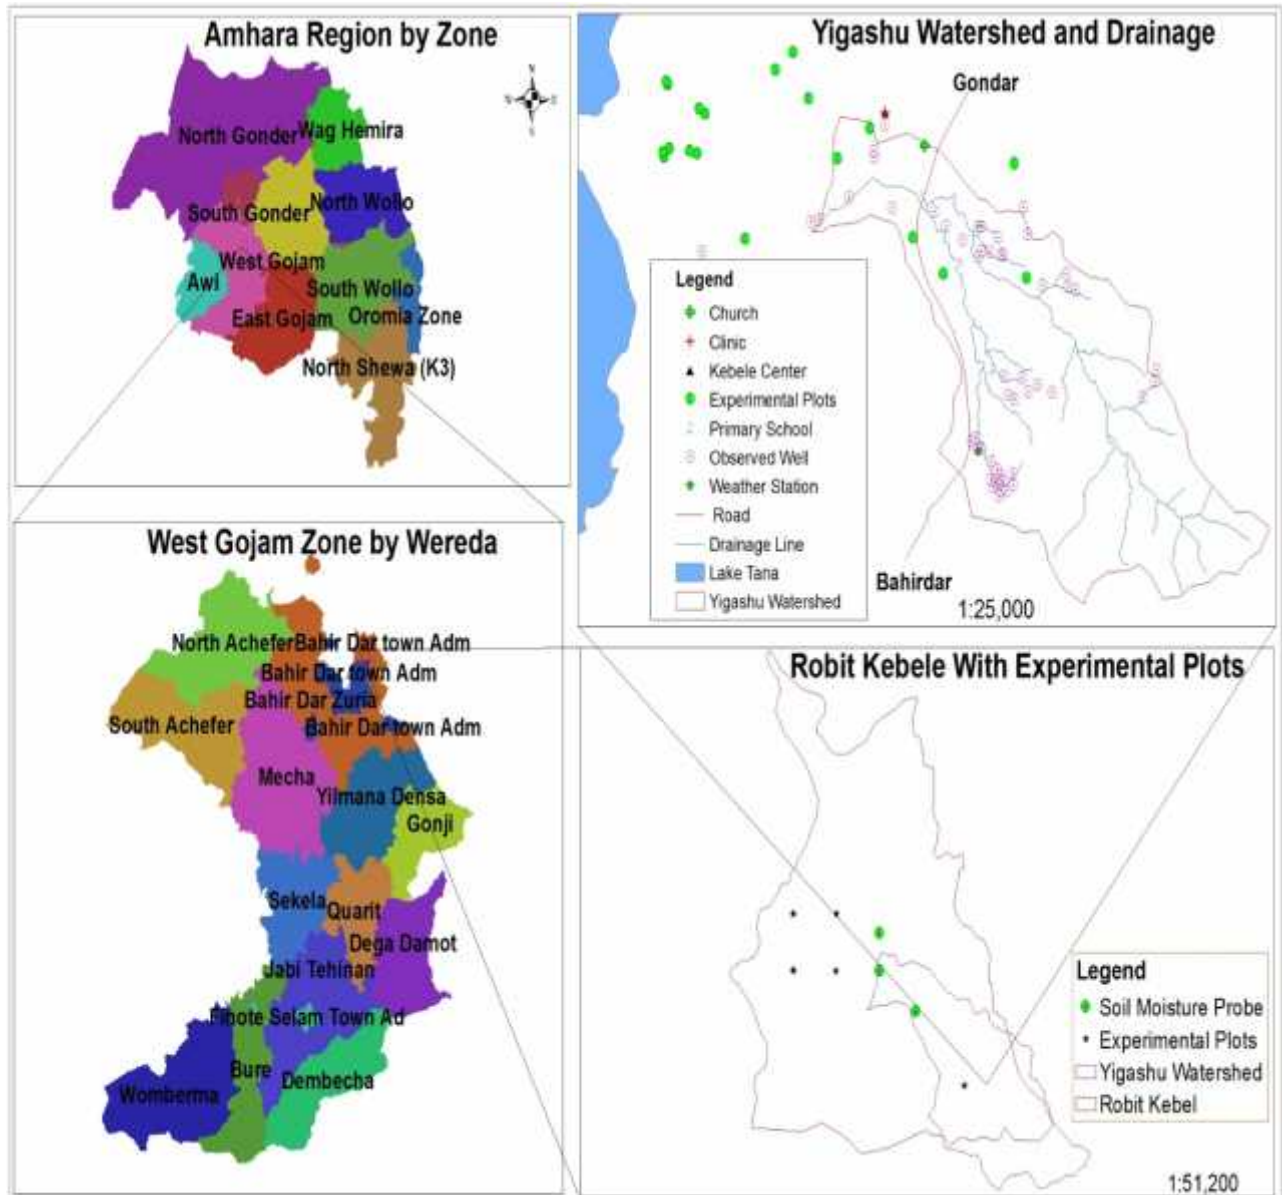 Amhara Region by Zone
N
S
North Gonder
Wag Hemira
South Gonder
North Wollo
West Gojam
Awi
South Wollo
East Gojam
Oromia Zone
North Shewa (K3)
Yigashu Watershed and Drainage
Gondar
Legend
Church
Clinic
Kebele Center
Experimental Plots
Primary School
Observed Well
Weather Station
Road
Drainage Line
Lake Tana
Yigashu Watershed
Bahirdar
1:25,000
West Gojam Zone by Wereda
North Achefer
Bahir Dar town Adm
Bahir Dar town Adm
Bahir Dar Zuria
South Achefer
Bahir Dar town Adm
Mecha
Yilmana Densa
Gonji
Sekela
Quarit
Dega Damot
Jabi Tehinan
Finote Selam Town Ad
Bure
Dembecha
Womberma
Robit Kebele With Experimental Plots
Legend
Soil Moisture Probe
Experimental Plots
Yigashu Watershed
Robit Kebel
1:51,200